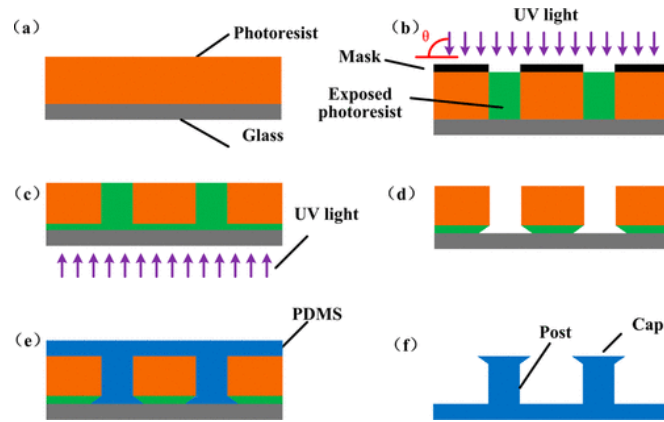 (a)
Photoresist
Glass
(b)
θ
UV light
Mask
Exposed
photoresist
(c)
UV light
(d)
(e)
PDMS
(f)
Post
Cap